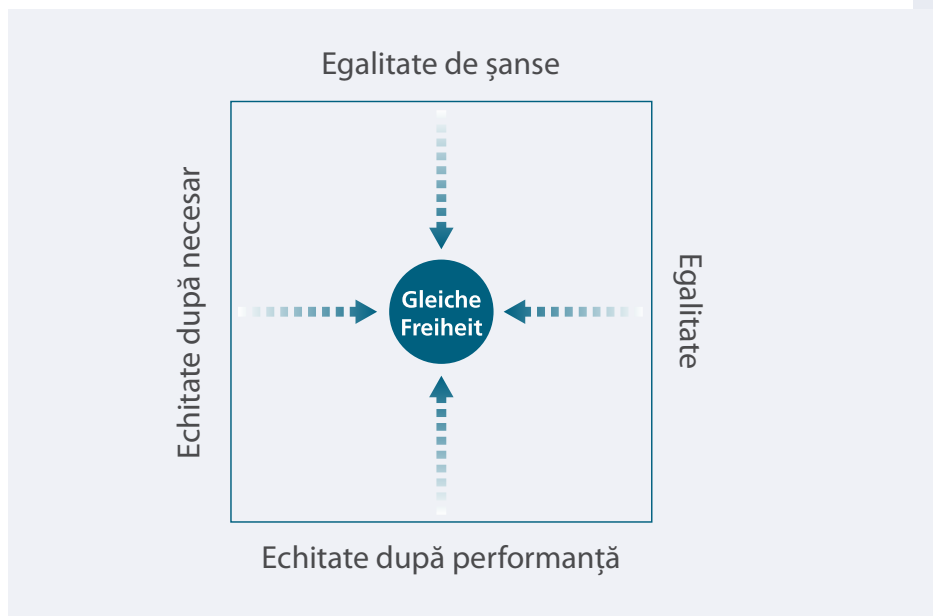 Egalitate de șanse
Echitate după necesar
Gleiche
Freiheit
Egalitate
Echitate după performanță